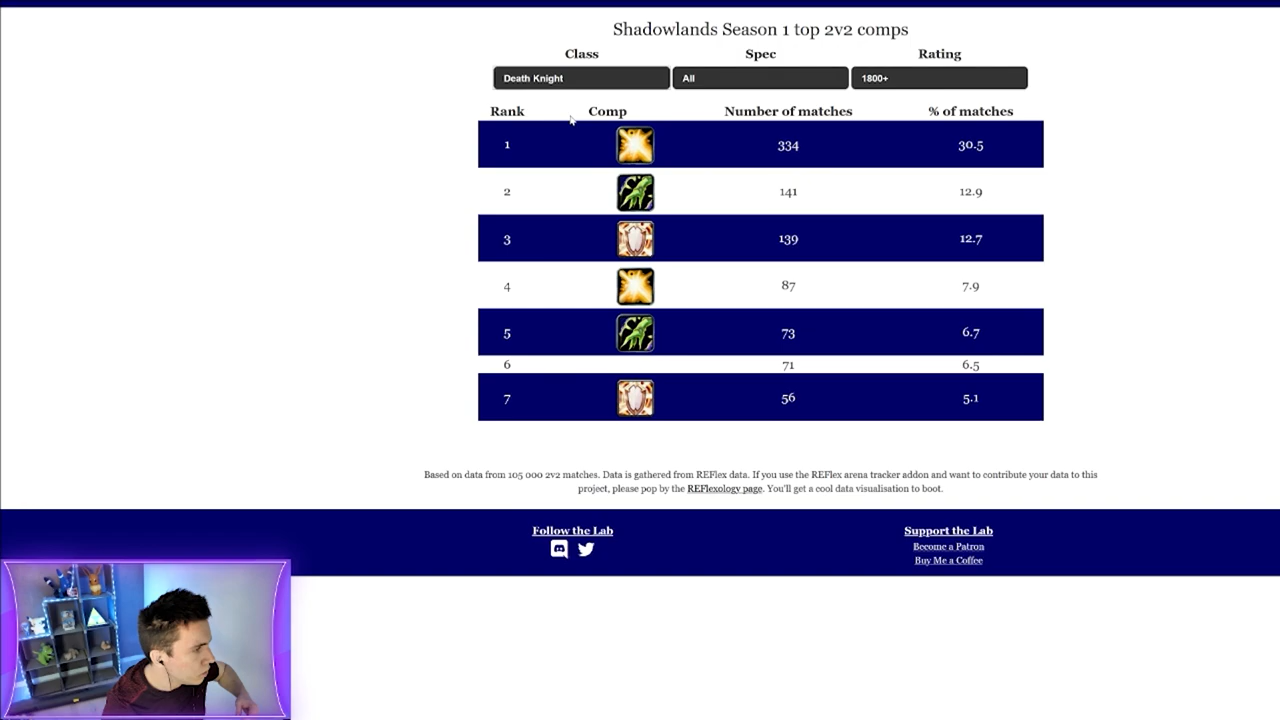 Shadowlands Season 1 top 2v2 comps
Class Spec Rating
Death Knight All 1800+
Rank Comp Number of matches % of matches
1 334 30.5
2 141 12.9
3 139 12.7
4 87 7.9
5 73 6.7
6 71 6.5
7 56 5.1
Based on data from 105 000 2v2 matches. Data is gathered from REFlex data. If you use the REFlex arena tracker addon and want to contribute your data to this
project, please pop by the REFlexology page. You'll get a cool data visualisation to boot.
Follow the Lab Support the Lab
Become a Patron
Buy Me a Coffee